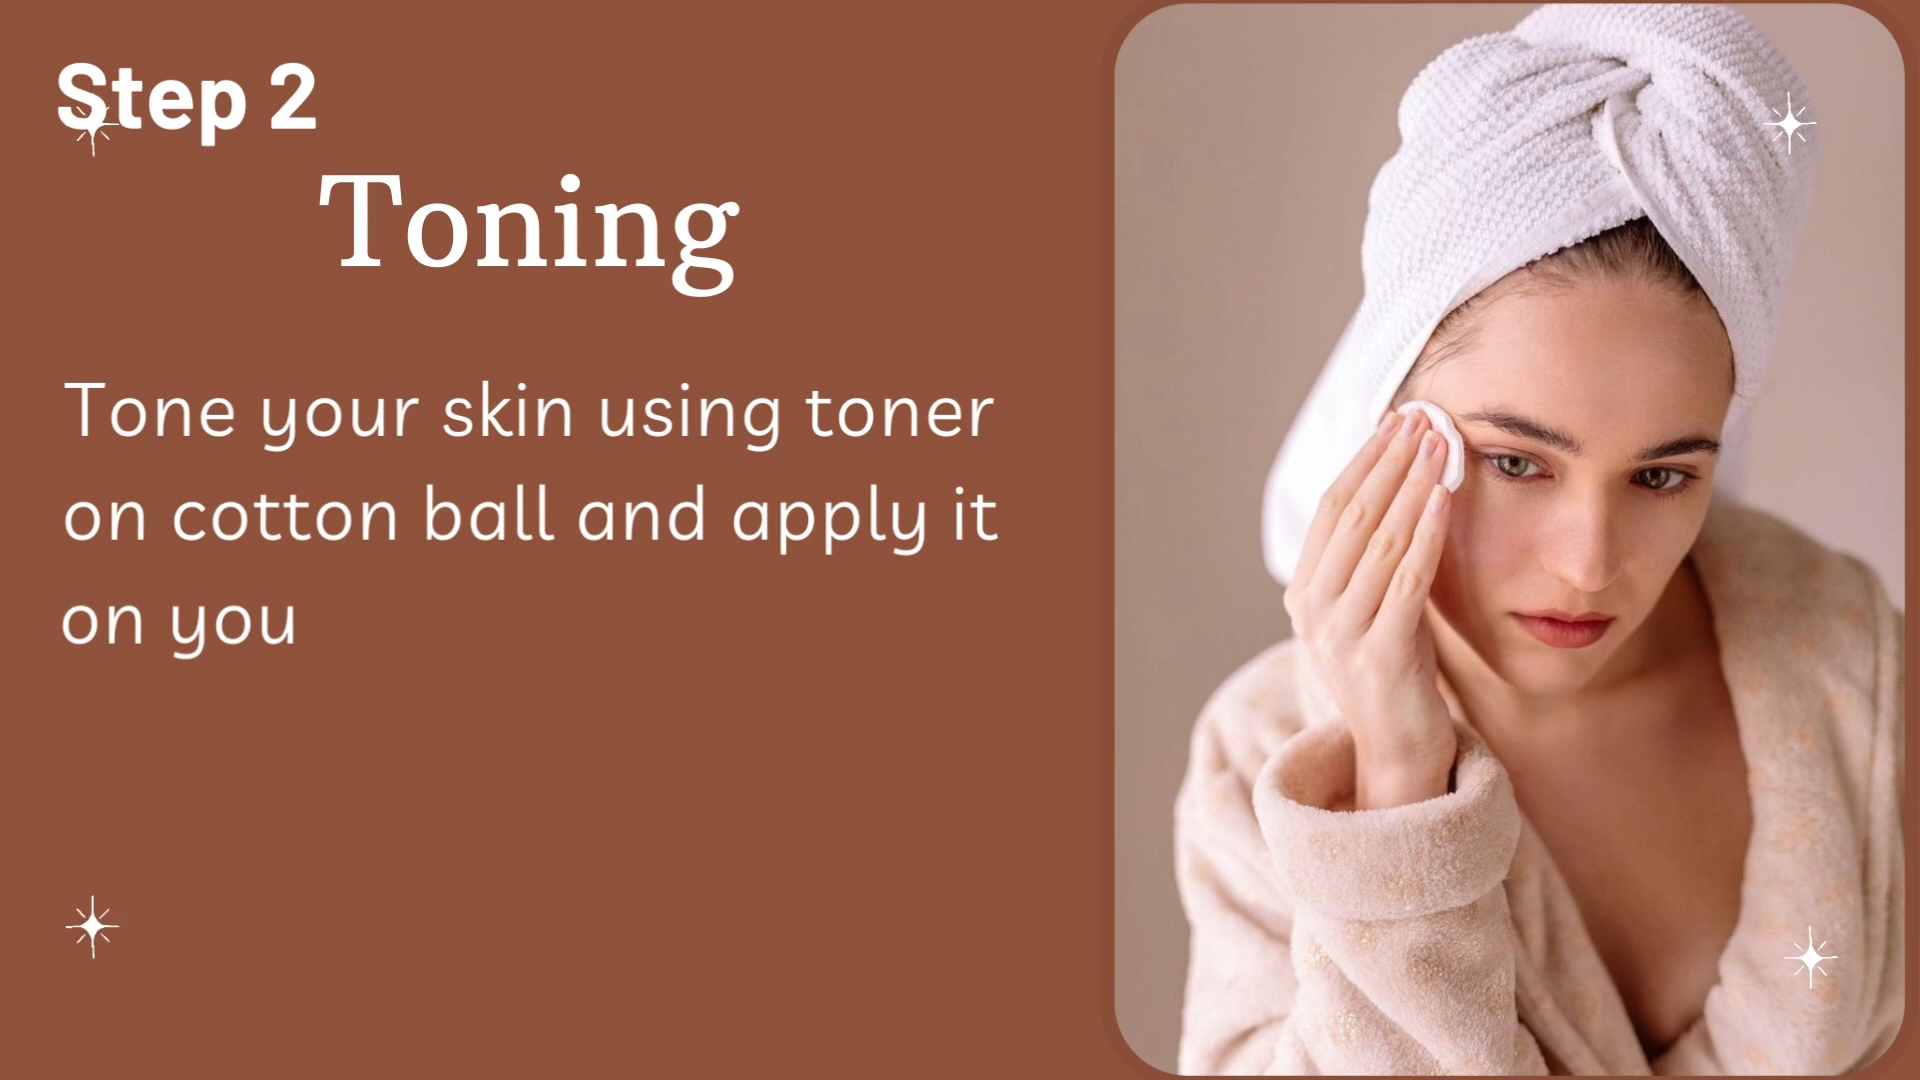 Step 2
Toning
Tone your skin using toner
on cotton ball and apply it
on you